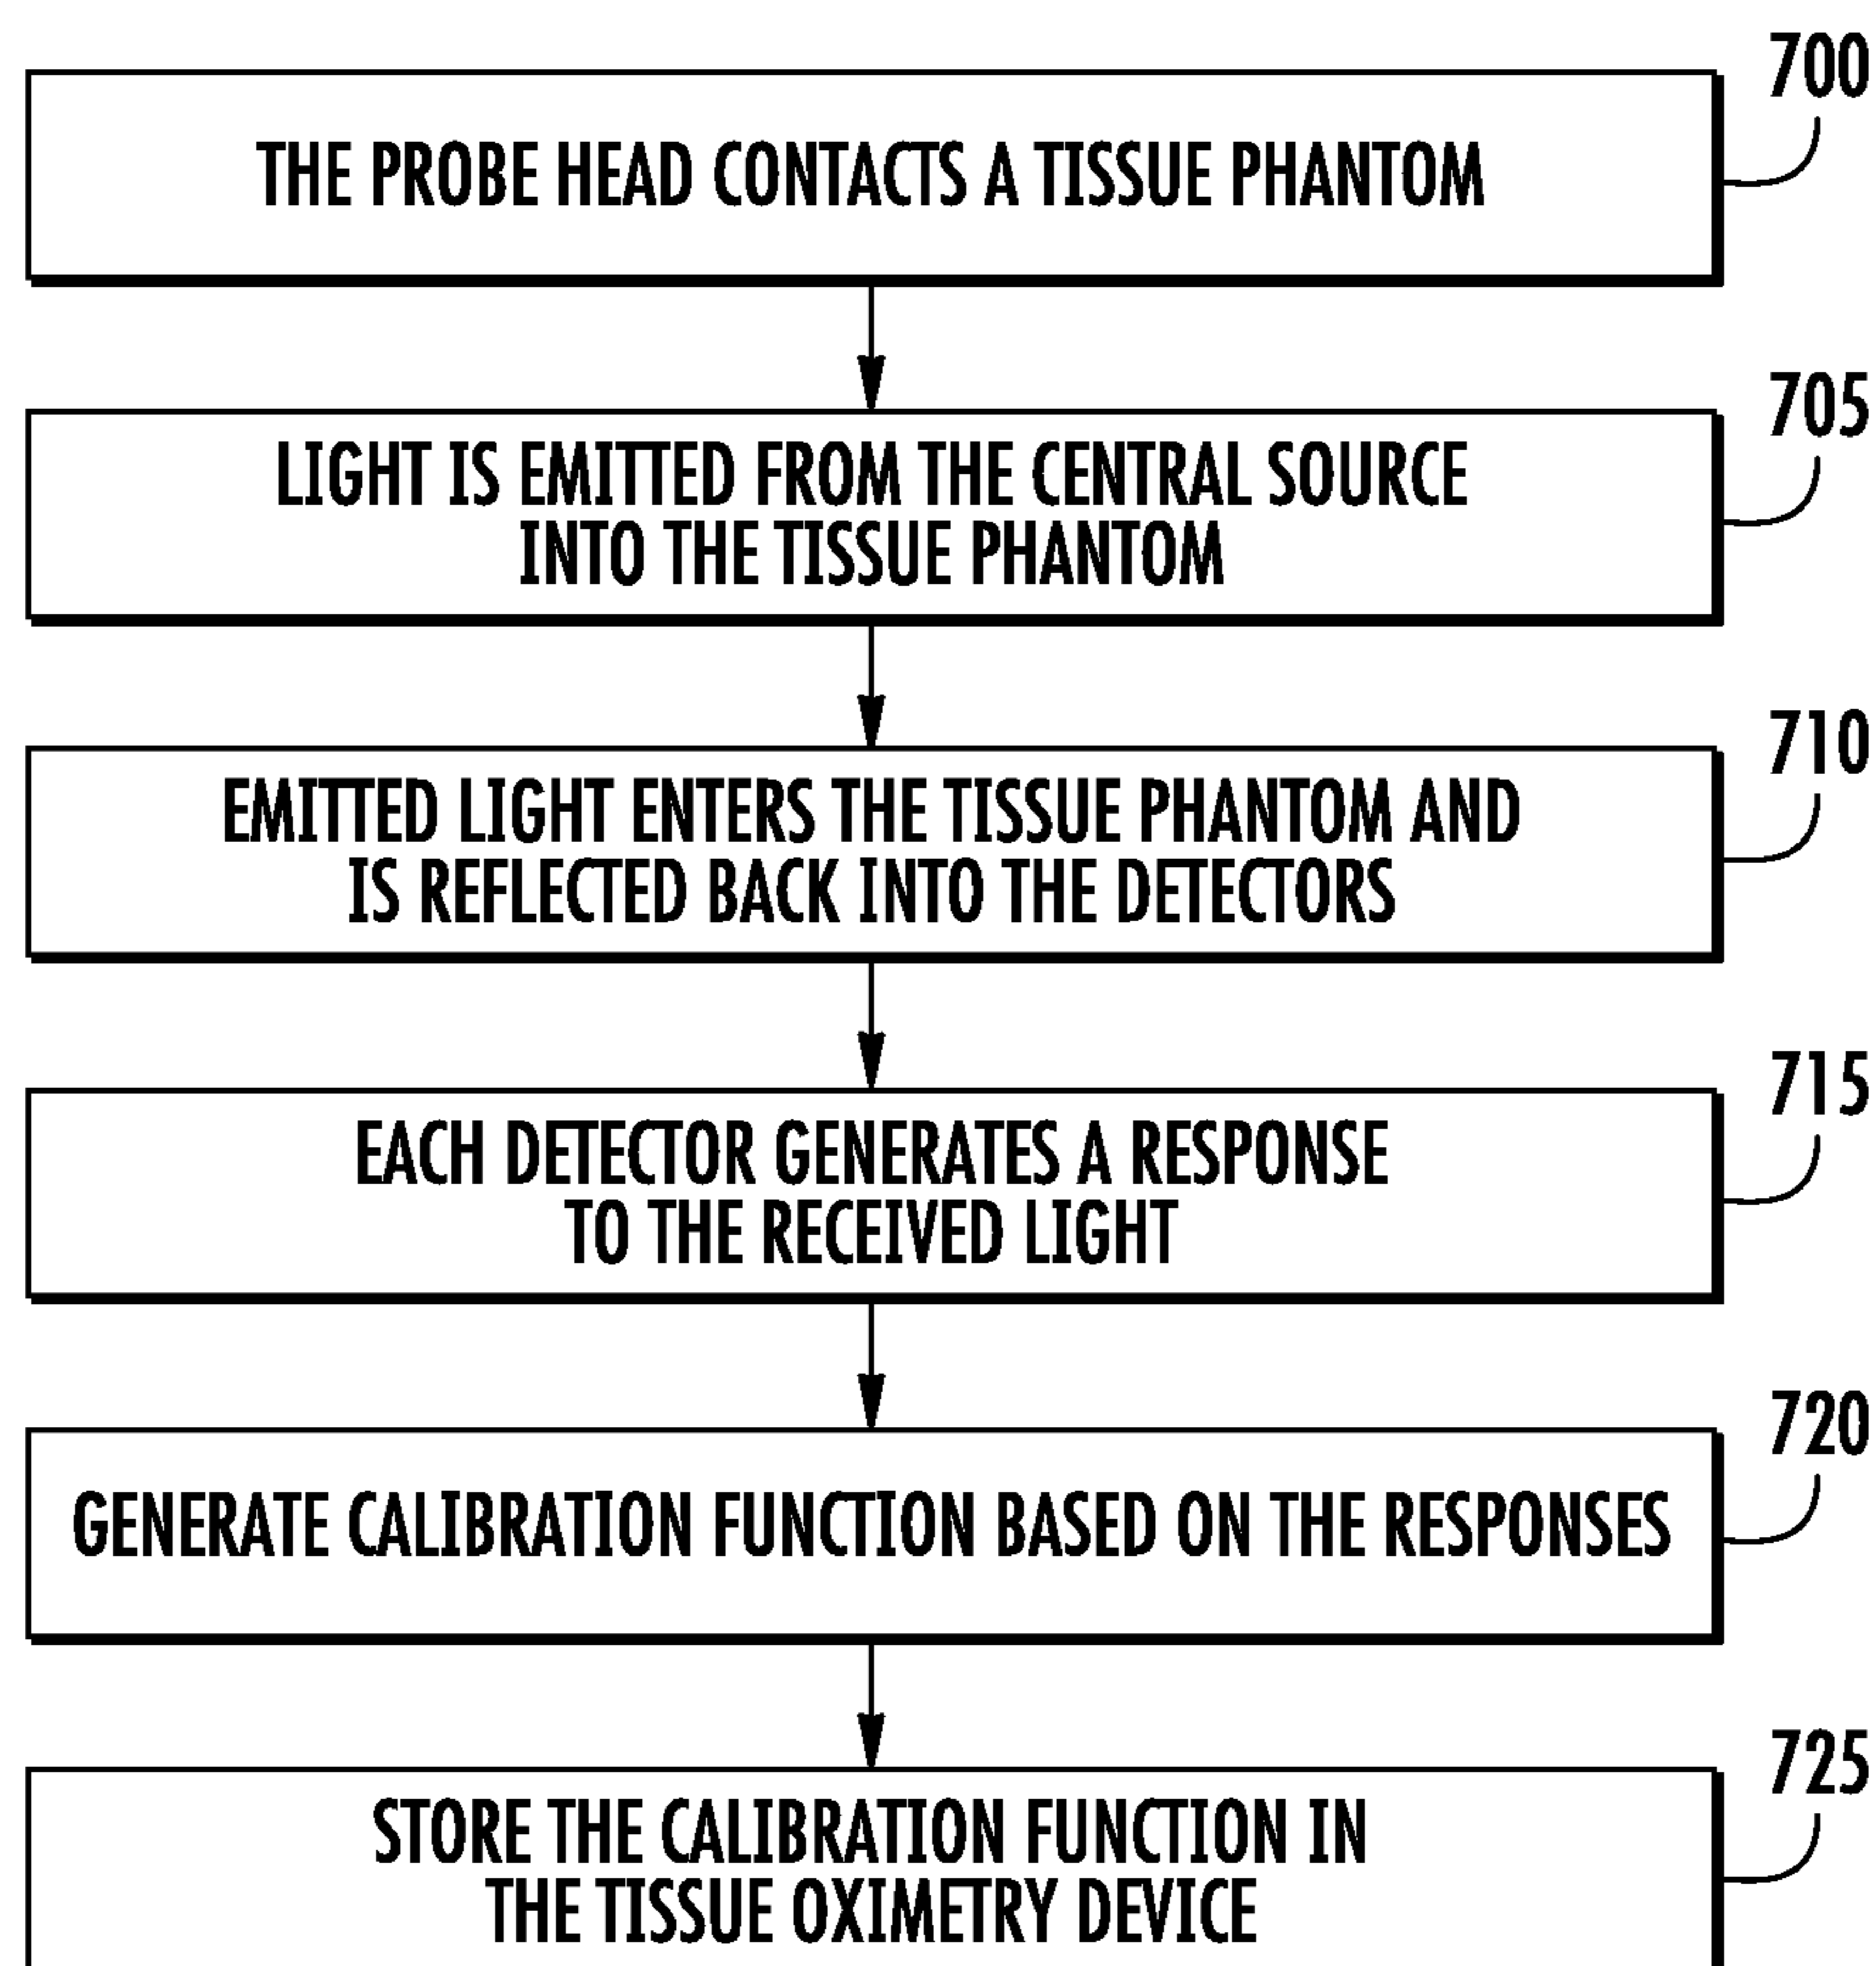 700
THE PROBE HEAD CONTACTS A TISSUE PHANTOM
705
LIGHT IS EMITTED FROM THE CENTRAL SOURCE
INTO THE TISSUE PHANTOM
710
EMITTED LIGHT ENTERS THE TISSUE PHANTOM AND
IS REFLECTED BACK INTO THE DETECTORS
715
EACH DETECTOR GENERATES A RESPONSE
TO THE RECEIVED LIGHT
720
GENERATE CALIBRATION FUNCTION BASED ON THE RESPONSES
725
STORE THE CALIBRATION FUNCTION IN
THE TISSUE OXIMETRY DEVICE